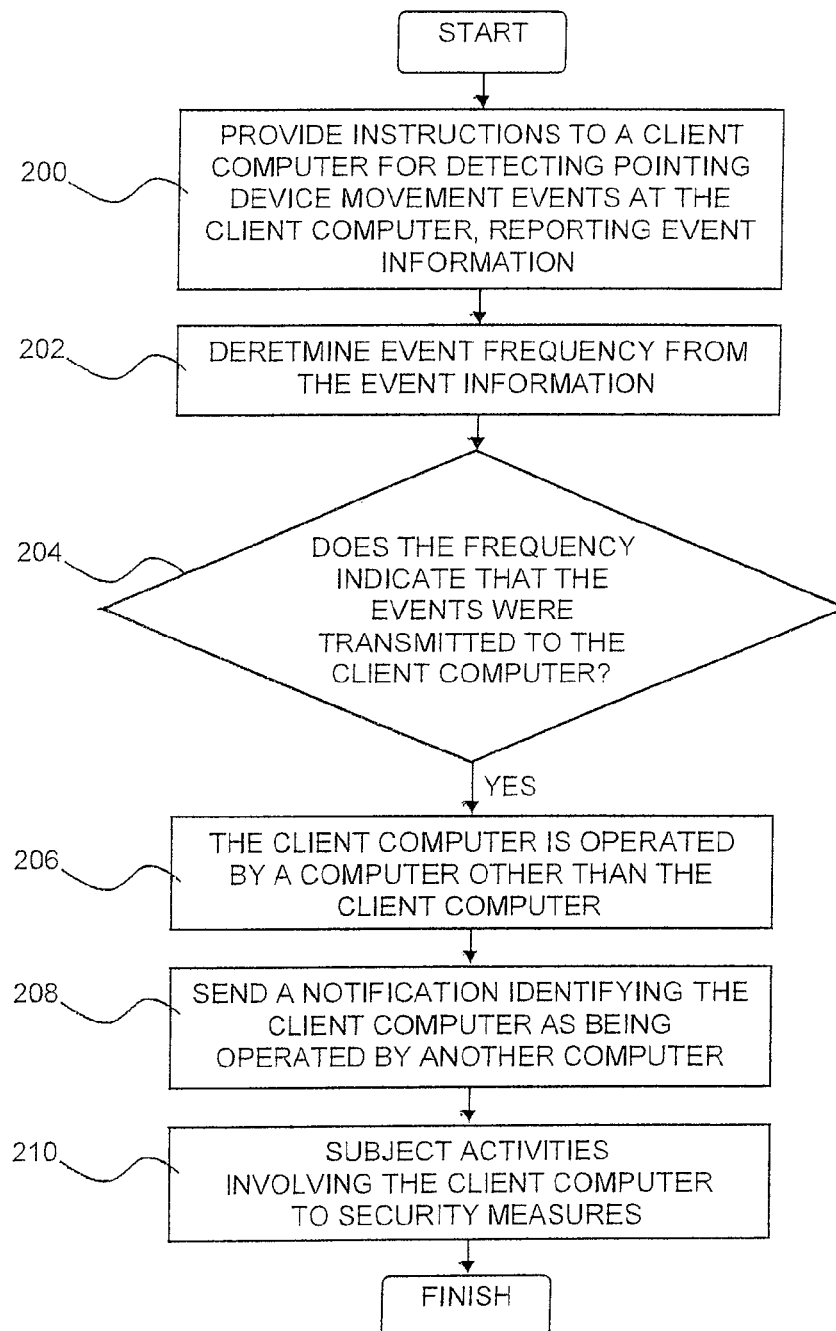 START
200
PROVIDE INSTRUCTIONS TO A CLIENT
COMPUTER FOR DETECTING POINTING
DEVICE MOVEMENT EVENTS AT THE
CLIENT COMPUTER, REPORTING EVENT
INFORMATION
202
DERETMINE EVENT FREQUENCY FROM
THE EVENT INFORMATION
204
DOES THE FREQUENCY
INDICATE THAT THE
EVENTS WERE
TRANSMITTED TO THE
CLIENT COMPUTER?
YES
206
THE CLIENT COMPUTER IS OPERATED
BY A COMPUTER OTHER THAN THE
CLIENT COMPUTER
208
SEND A NOTIFICATION IDENTIFYING THE
CLIENT COMPUTER AS BEING
OPERATED BY ANOTHER COMPUTER
210
SUBJECT ACTIVITIES
INVOLVING THE CLIENT COMPUTER
TO SECURITY MEASURES
FINISH